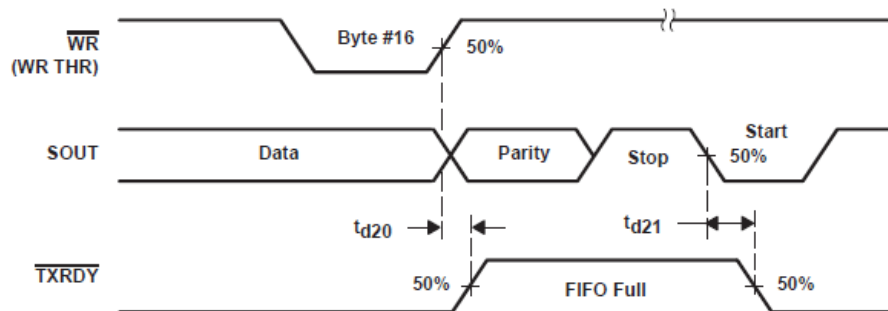 WR
(WR THR)
Byte #16
50%
SOUT
Data
Parity
Stop
Start
50%
td20
td21
TXRDY
50%
FIFO Full
50%